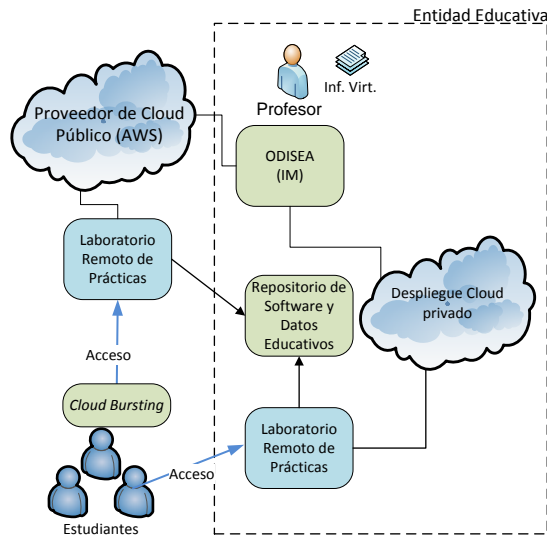 Entidad Educativa
Inf. Virt.
Profesor
Proveedor de Cloud
Público (AWS)
ODISEA
(IM)
Laboratorio
Remoto de
Prácticas
Repositorio de
Software y
Datos
Educativos
Despliegue Cloud
privado
Acceso
Cloud Bursting
Laboratorio
Remoto de
Prácticas
Acceso
Estudiantes